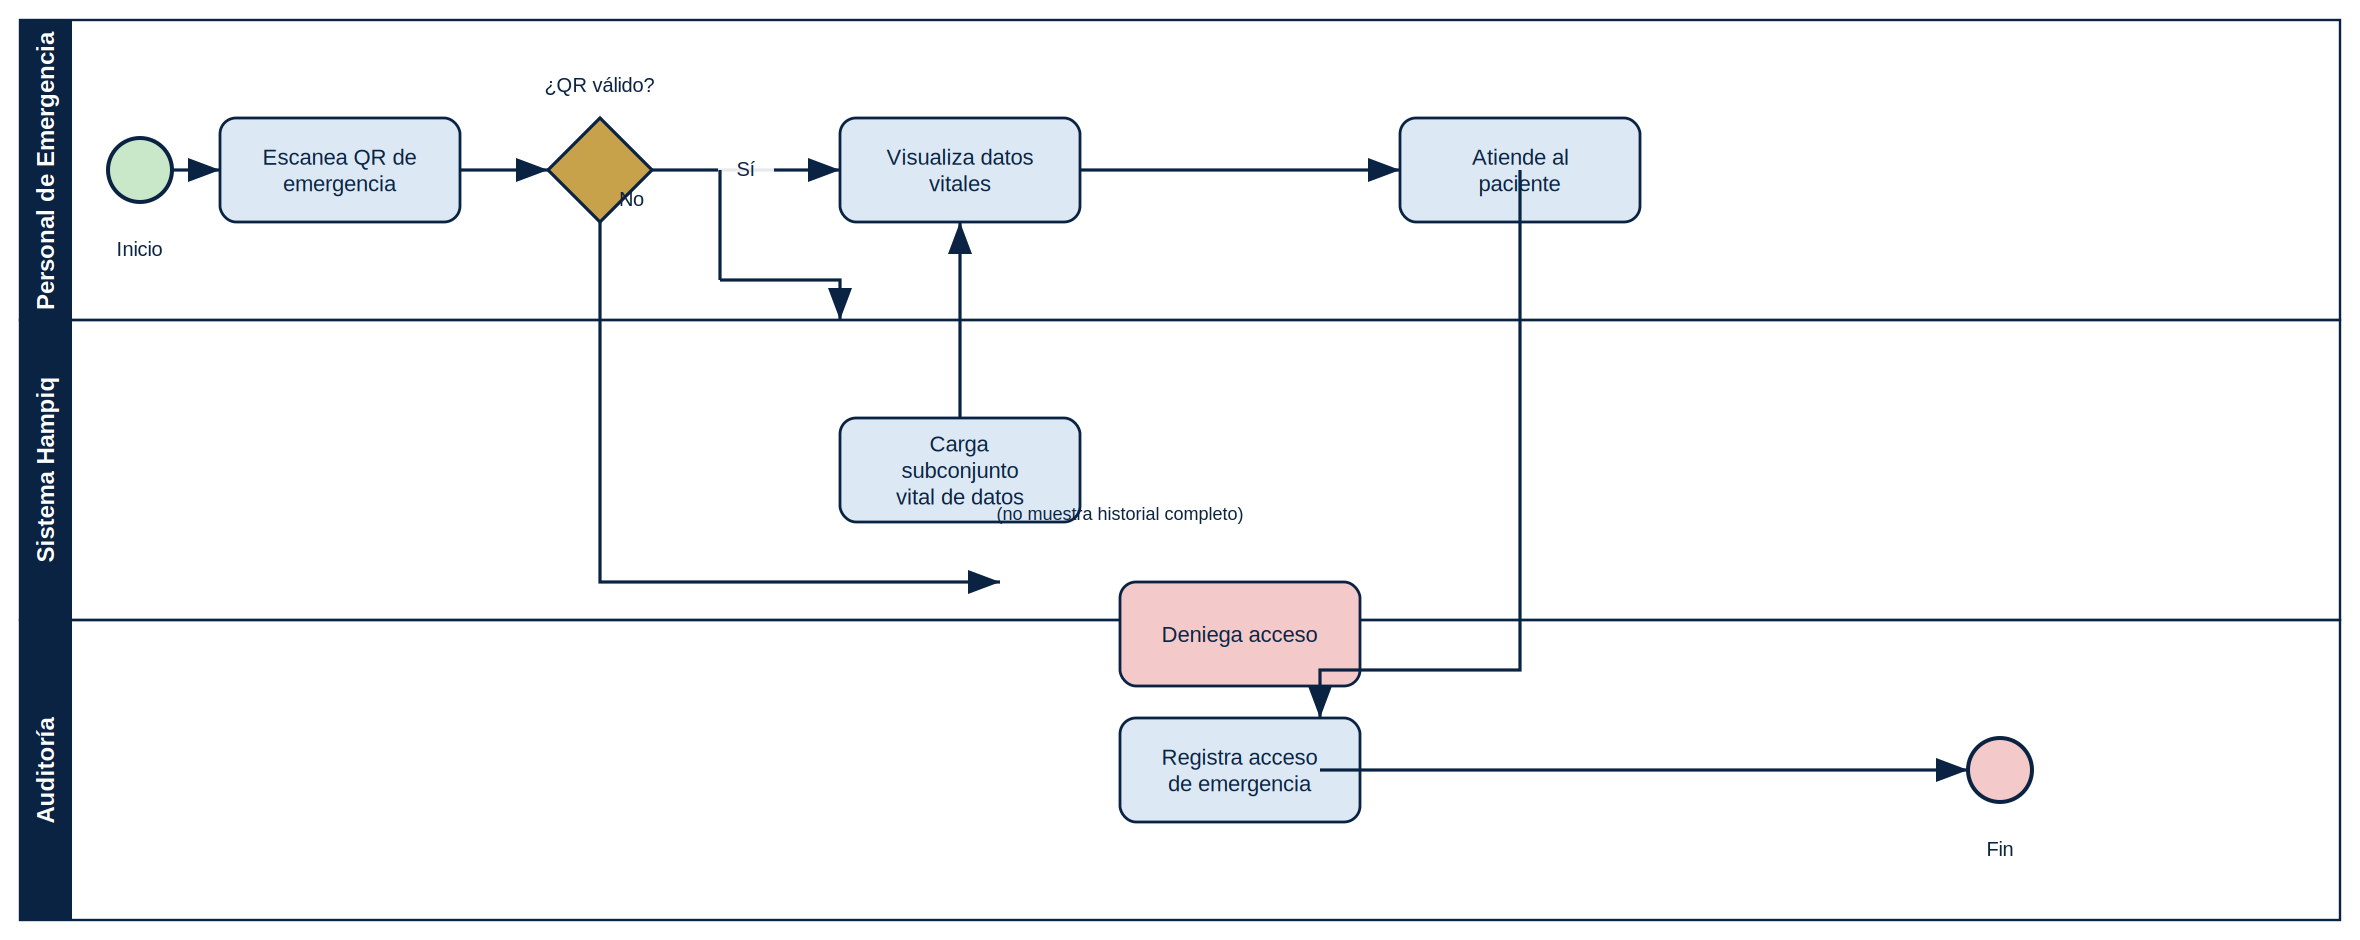 Personal de Emergencia
¿QR válido?
Escanea QR de
emergencia
Sí
No
Visualiza datos
vitales
Atiende al
paciente
Inicio
Sistema Hampiq
Carga
subconjunto
vital de datos
(no muestra historial completo)
Deniega acceso
Auditoría
Registra acceso
de emergencia
Fin